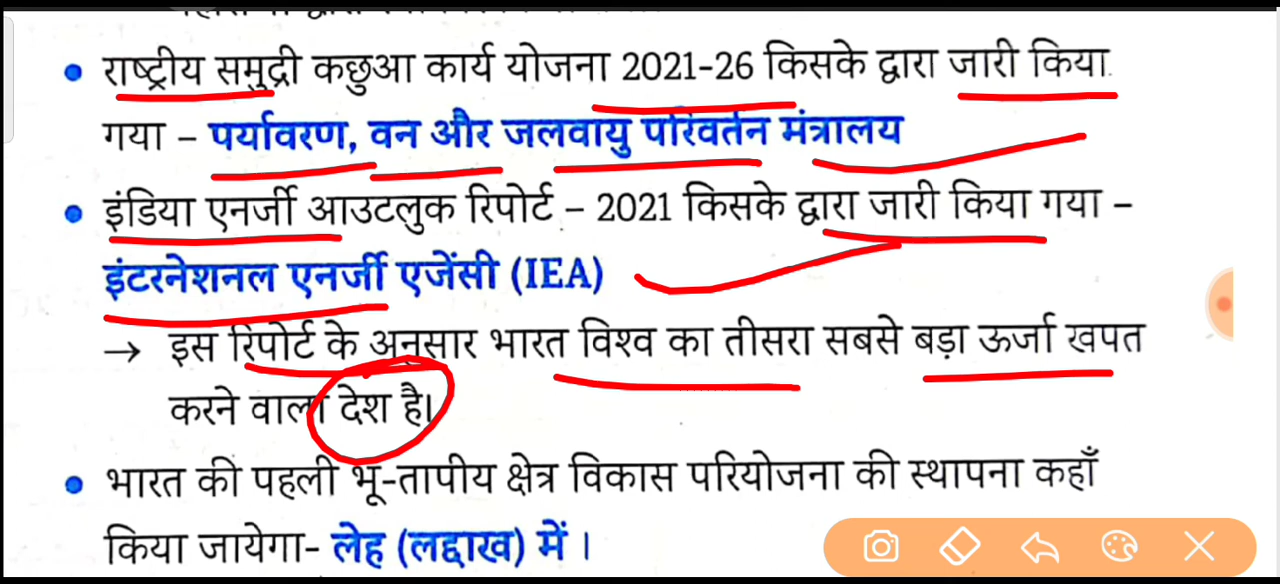 राष्ट्रीय समुद्री कछुआ कार्य योजना 2021-26 किसके द्वारा जारी किया
गया – पर्यावरण, वन और जलवायु परिवर्तन मंत्रालय
इंडिया एनर्जी आउटलुक रिपोर्ट – 2021 किसके द्वारा जारी किया गया –
इंटरनेशनल एनर्जी एजेंसी (IEA)
→ इस रिपोर्ट के अनुसार भारत विश्व का तीसरा सबसे बड़ा ऊर्जा खपत
करने वाला देश है।
भारत की पहली भू-तापीय क्षेत्र विकास परियोजना की स्थापना कहाँ
किया जायेगा- लेह (लद्दाख) में ।